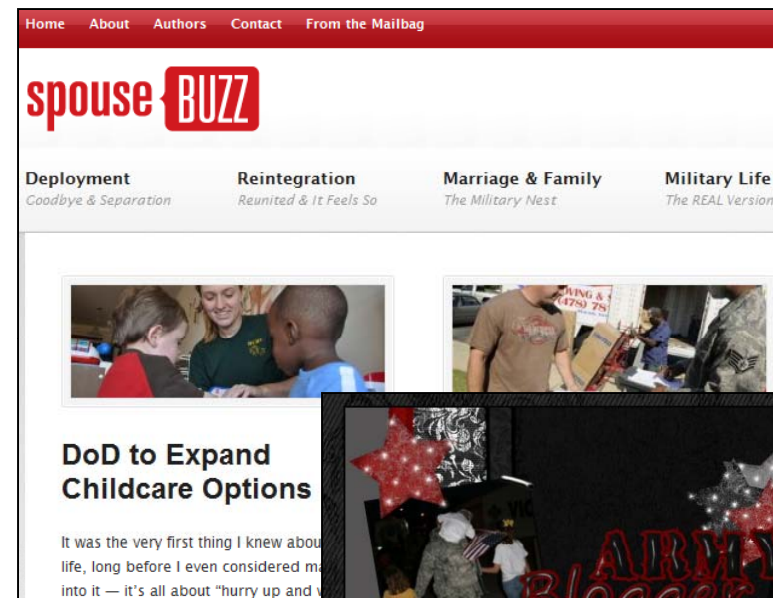 Home About Authors Contact From the Mailbag
spouse BUZZ
Deployment Reintegration Marriage & Family Military Life
Goodbye & Separation Reunited & It Feels So The Military Nest The REAL Version
DoD to Expand
Childcare Options
It was the very first thing I knew
life, long before I even considered
into it — it's all about "hurry up and
ARMY
Blogger